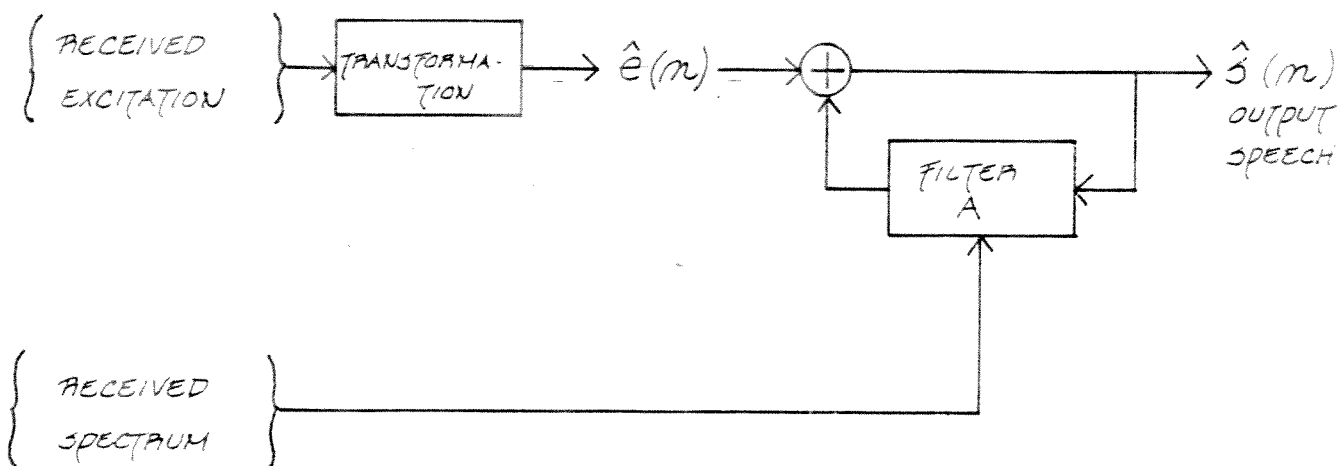 RECEIVED
EXCITATION
TRANSFORMA-
TION
ê(n)
+
ŝ(n)
OUTPUT
SPEECH
FILTER
A
RECEIVED
SPECTRUM